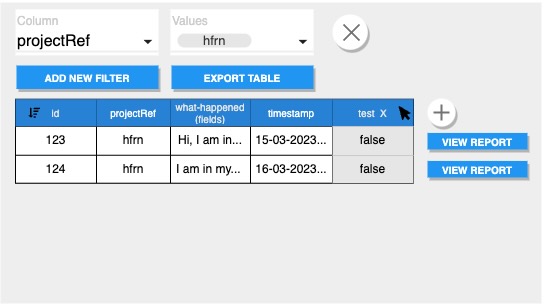 Column
projectRef
Values
hfrn
ADD NEW FILTER
EXPORT TABLE
id projectRef what-happened (fields) timestamp test X
123 hfrn Hi, I am in... 15-03-2023... false VIEW REPORT
124 hfrn I am in my... 16-03-2023... false VIEW REPORT